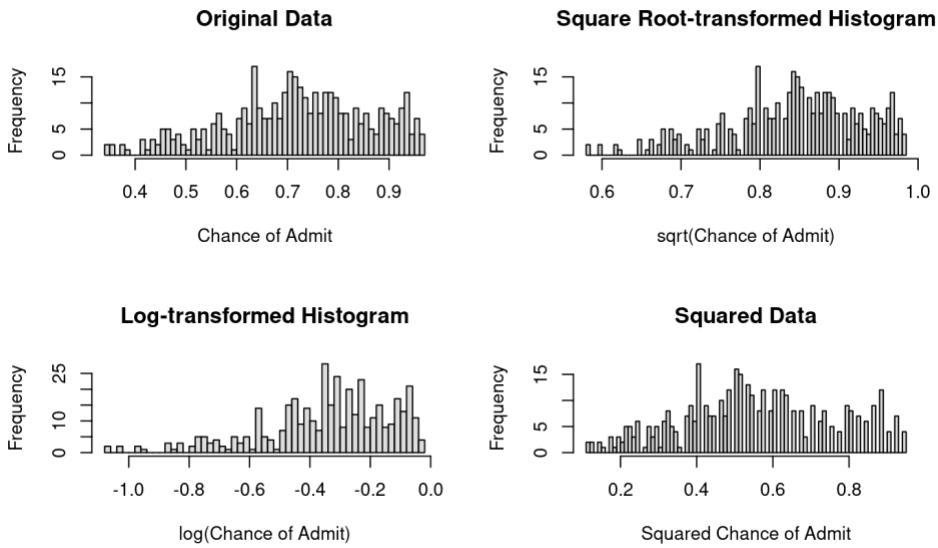 Original Data
Frequency
15
5
0
0.4 0.5 0.6 0.7 0.8 0.9
Chance of Admit
Square Root-transformed Histogram
Frequency
15
5
0
0.6 0.7 0.8 0.9 1.0
sqrt(Chance of Admit)
Log-transformed Histogram
Frequency
25
10
0
-1.0 -0.8 -0.6 -0.4 -0.2 0.0
log(Chance of Admit)
Squared Data
Frequency
15
5
0
0.2 0.4 0.6 0.8
Squared Chance of Admit